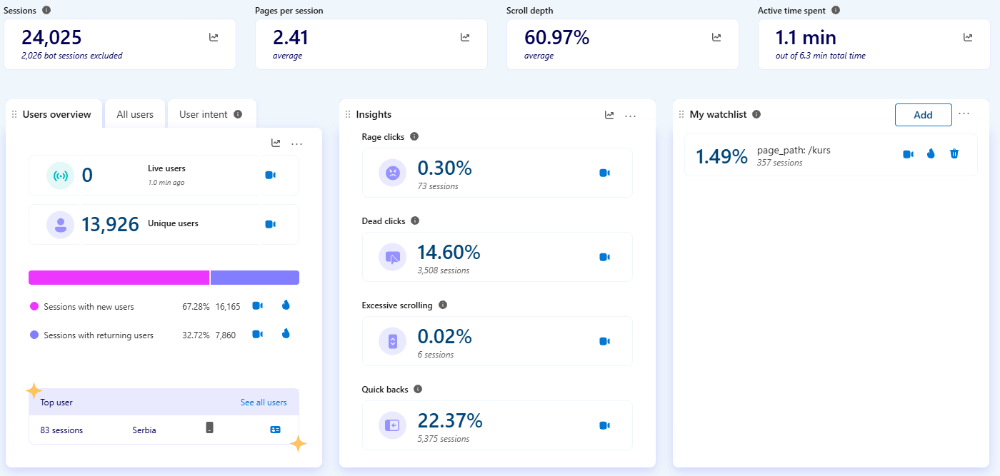 Sessions
24,025
2,026 bot sessions excluded
Pages per session
2.41
average
Scroll depth
60.97%
average
Active time spent
1.1 min
out of 6.3 min total time
Users overview
All users
User intent
0
Live users
1.0 min ago
13,926
Unique users
Sessions with new users 67.28% 16,165
Sessions with returning users 32.72% 7,860
Top user See all users
83 sessions Serbia
Insights
Rage clicks
0.30%
73 sessions
Dead clicks
14.60%
3,508 sessions
Excessive scrolling
0.02%
6 sessions
Quick backs
22.37%
5,375 sessions
My watchlist
Add
1.49%
page_path: /kurs
357 sessions